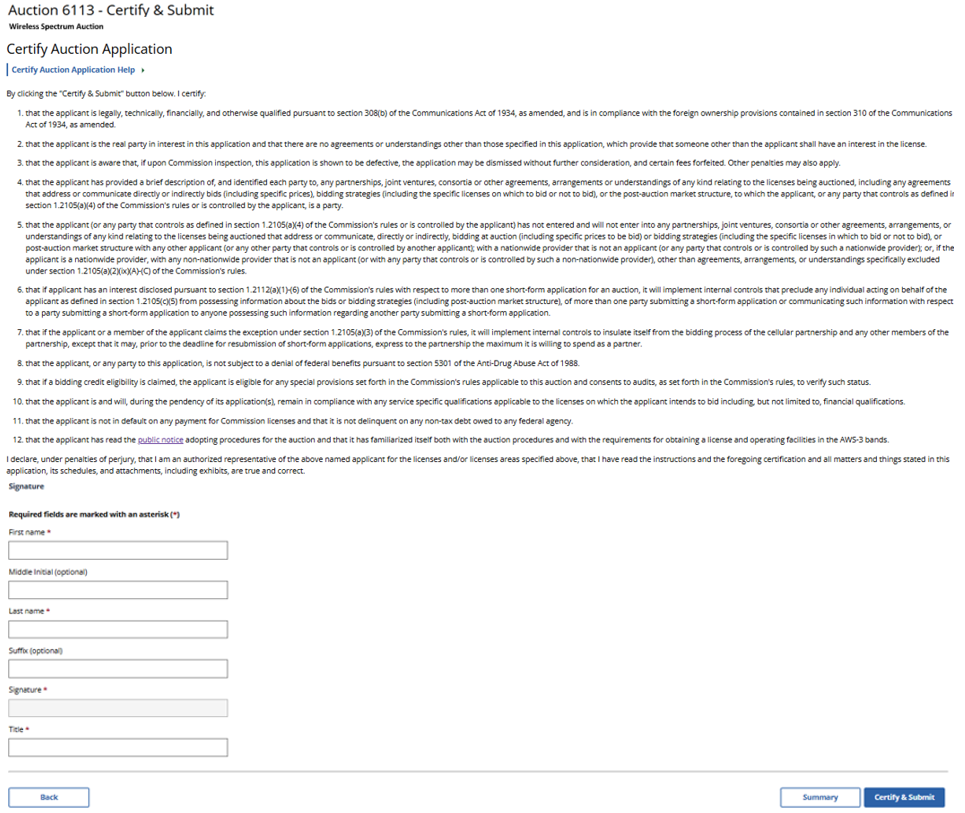 Auction 6113 - Certify & Submit
Wireless Spectrum Auction
Certify Auction Application
Certify Auction Application Help
By clicking the "Certify & Submit" button below. I certify:
1. that the applicant is legally, technically, financially, and otherwise qualified pursuant to section 308(b) of the Communications Act of 1934, as amended, and is in compliance with the foreign ownership provisions contained in section 310 of the Communications
Act of 1934, as amended.
2. that the applicant is the real party in interest in this application and that there are no agreements or understandings other than those specified in this application, which provide that someone other than the applicant shall have an interest in the license.
3. that the applicant is aware that, if upon Commission inspection, this application is shown to be defective, the application may be dismissed without further consideration, and certain fees forfeited. Other penalties may also apply.
4. that the applicant has provided a brief description of, and identified each party to, any partnerships, joint ventures, consortia or other agreements, arrangements or understandings of any kind relating to the licenses being auctioned, including any agreements
that address or communicate directly or indirectly bids (including specific prices), bidding strategies (including the specific licenses on which to bid or not to bid), or the post-auction market structure, to which the applicant, or any party that controls as defined in
section 1.2105(a)(4) of the Commission's rules or is controlled by the applicant, is a party.
5. that the applicant (or any party that controls as defined in section 1.2105(a)(4) of the Commission's rules or is controlled by the applicant) has not entered and will not enter into any partnerships, joint ventures, consortia or other agreements, arrangements, or
understandings of any kind relating to the licenses being auctioned that address or communicate, directly or indirectly, bidding at auction (including specific prices to be bid) or bidding strategies (including the specific licenses in which to bid or not to bid), or
post-auction market structure with any other applicant (or any other party that controls or is controlled by another applicant); with a nationwide provider that is not an applicant (or any party that controls or is controlled by such a nationwide provider); or, if the
applicant is a nationwide provider, with any non-nationwide provider that is not an applicant (or with any party that controls or is controlled by such a non-nationwide provider), other than agreements, arrangements, or understandings specifically excluded
under section 1.2105(a)(2)(ix)(A)-(C) of the Commission's rules.
6. that if applicant has an interest disclosed pursuant to section 1.2112(a)(1)-(6) of the Commission's rules with respect to more than one short-form application for an auction, it will implement internal controls that preclude any individual acting on behalf of the
applicant as defined in section 1.2105(c)(5) from possessing information about the bids or bidding strategies (including post-auction market structure), of more than one party submitting a short-form application or communicating such information with respect
to a party submitting a short-form application to anyone possessing such information regarding another party submitting a short-form application.
7. that if the applicant or a member of the applicant claims the exception under section 1.2105(a)(3) of the Commission's rules, it will implement internal controls to insulate itself from the bidding process of the cellular partnership and any other members of the
partnership, except that it may, prior to the deadline for resubmission of short-form applications, express to the partnership the maximum it is willing to spend as a partner.
8. that the applicant, or any party to this application, is not subject to a denial of federal benefits pursuant to section 5301 of the Anti-Drug Abuse Act of 1988.
9. that if a bidding credit eligibility is claimed, the applicant is eligible for any special provisions set forth in the Commission's rules applicable to this auction and consents to audits, as set forth in the Commission's rules, to verify such status.
10. that the applicant is and will, during the pendency of its application(s), remain in compliance with any service specific qualifications applicable to the licenses on which the applicant intends to bid including, but not limited to, financial qualifications.
11. that the applicant is not in default on any payment for Commission licenses and that it is not delinquent on any non-tax debt owed to any federal agency.
12. that the applicant has read the public notice adopting procedures for the auction and that it has familiarized itself both with the auction procedures and with the requirements for obtaining a license and operating facilities in the AWS-3 bands.
I declare, under penalties of perjury, that I am an authorized representative of the above named applicant for the licenses and/or licenses areas specified above, that I have read the instructions and the foregoing certification and all matters and things stated in this
application, its schedules, and attachments, including exhibits, are true and correct.
Signature
Required fields are marked with an asterisk (*)
First name *
Middle Initial (optional)
Last name *
Suffix (optional)
Signature *
Title *
Back
Summary
Certify & Submit